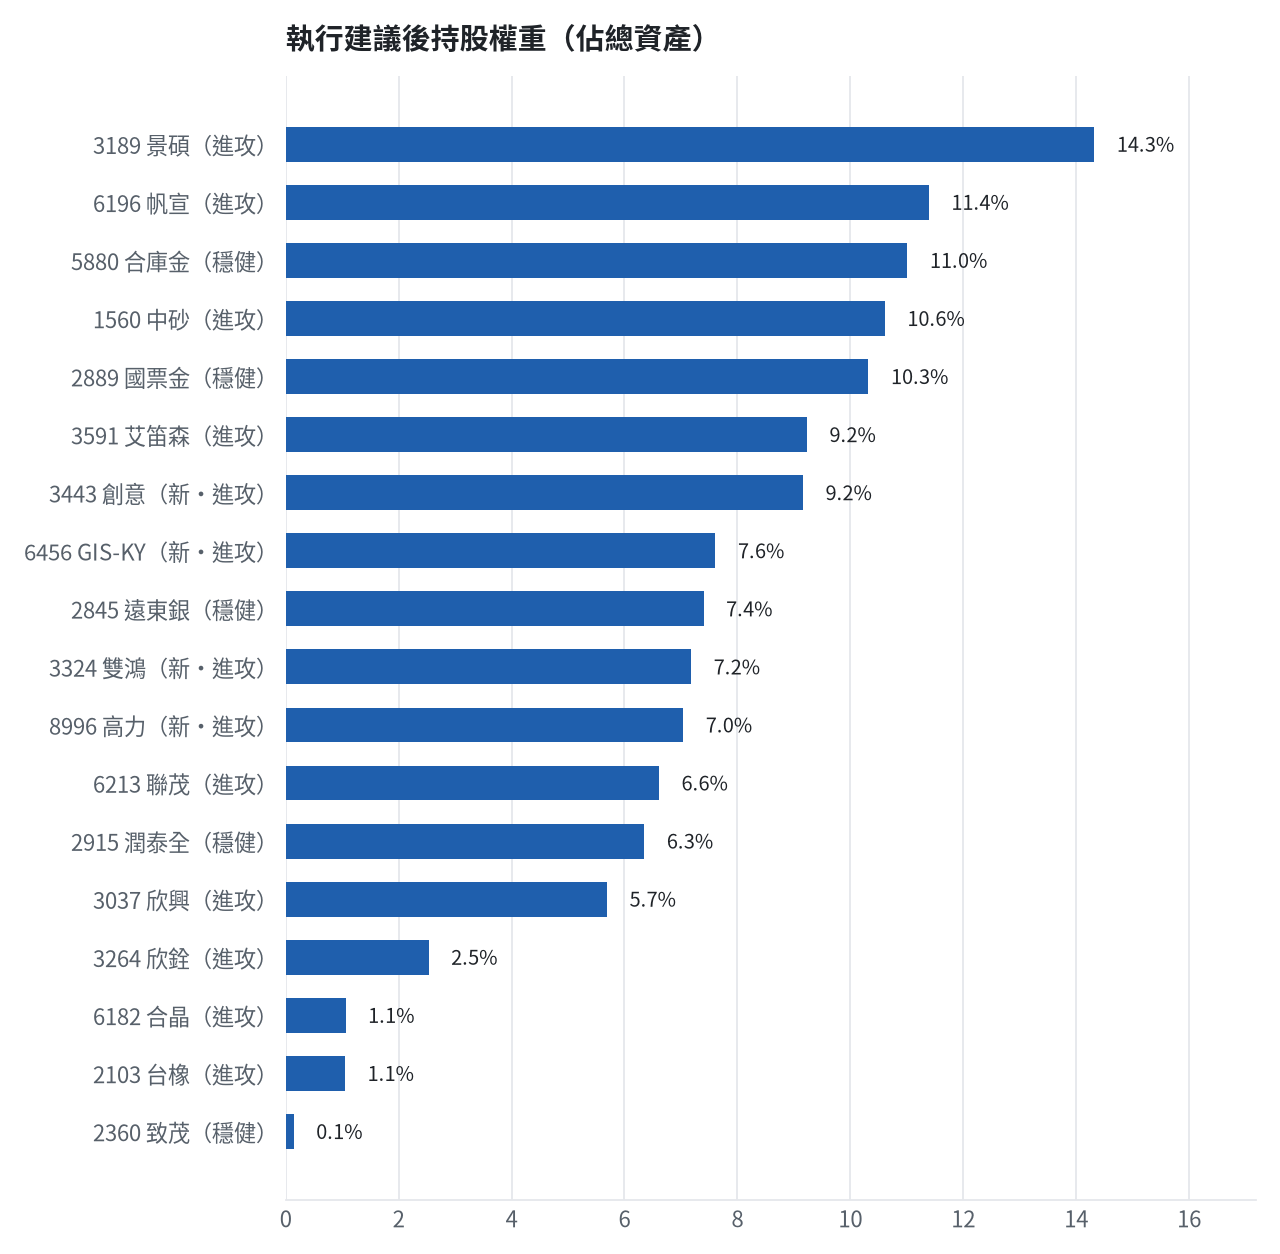 執行建議後持股權重（佔總資產）
3189 景碩（進攻） 14.3%
6196 帆宣（進攻） 11.4%
5880 合庫金（穩健） 11.0%
1560 中砂（進攻） 10.6%
2889 國票金（穩健） 10.3%
3591 艾笛森（進攻） 9.2%
3443 創意（新・進攻） 9.2%
6456 GIS-KY（新・進攻） 7.6%
2845 遠東銀（穩健） 7.4%
3324 雙鴻（新・進攻） 7.2%
8996 高力（新・進攻） 7.0%
6213 聯茂（進攻） 6.6%
2915 潤泰全（穩健） 6.3%
3037 欣興（進攻） 5.7%
3264 欣銓（進攻） 2.5%
6182 合晶（進攻） 1.1%
2103 台橡（進攻） 1.1%
2360 致茂（穩健） 0.1%
0 2 4 6 8 10 12 14 16